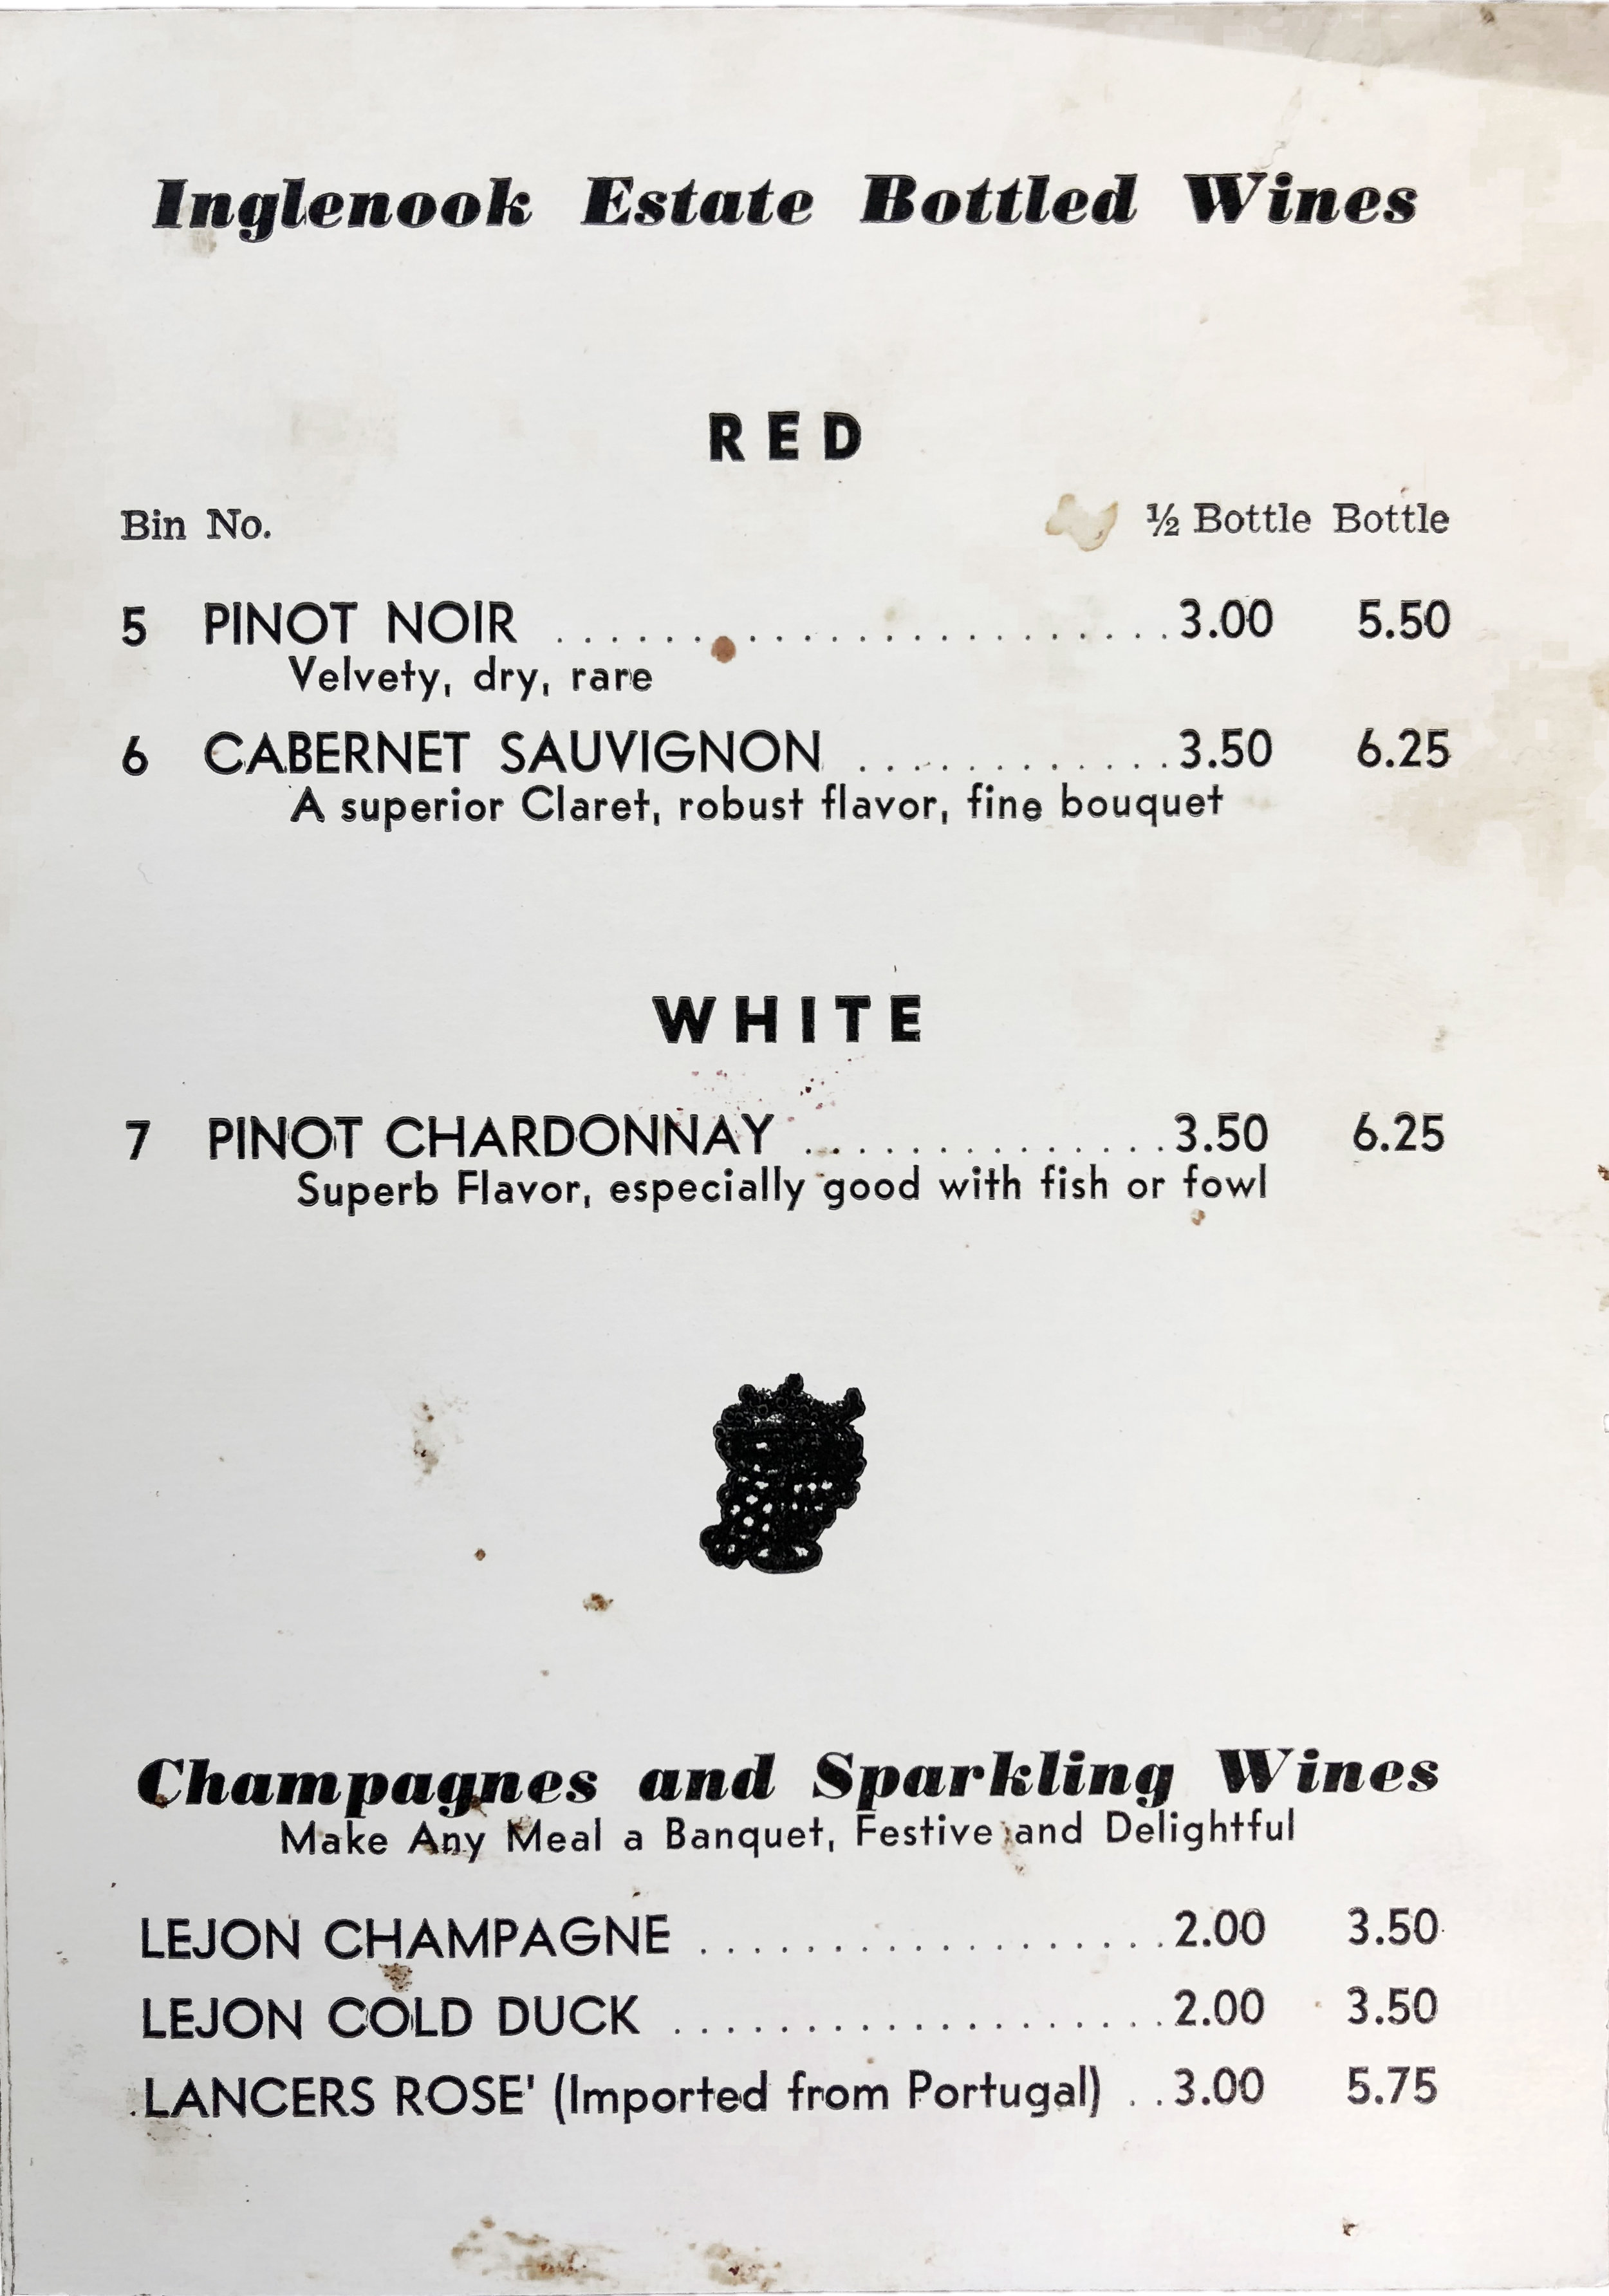 Inglenook Estate Bottled Wines
RED
Bin No. ½ Bottle Bottle
5 PINOT NOIR ........................ 3.00 5.50
Velvety, dry, rare
6 CABERNET SAUVIGNON ............ 3.50 6.25
A superior Claret, robust flavor, fine bouquet
WHITE
7 PINOT CHARDONNAY .............. 3.50 6.25
Superb Flavor, especially good with fish or fowl
Champagnes and Sparkling Wines
Make Any Meal a Banquet, Festive and Delightful
LEJON CHAMPAGNE .................. 2.00 3.50
LEJON COLD DUCK ................... 2.00 3.50
LANCERS ROSE' (Imported from Portugal) .. 3.00 5.75